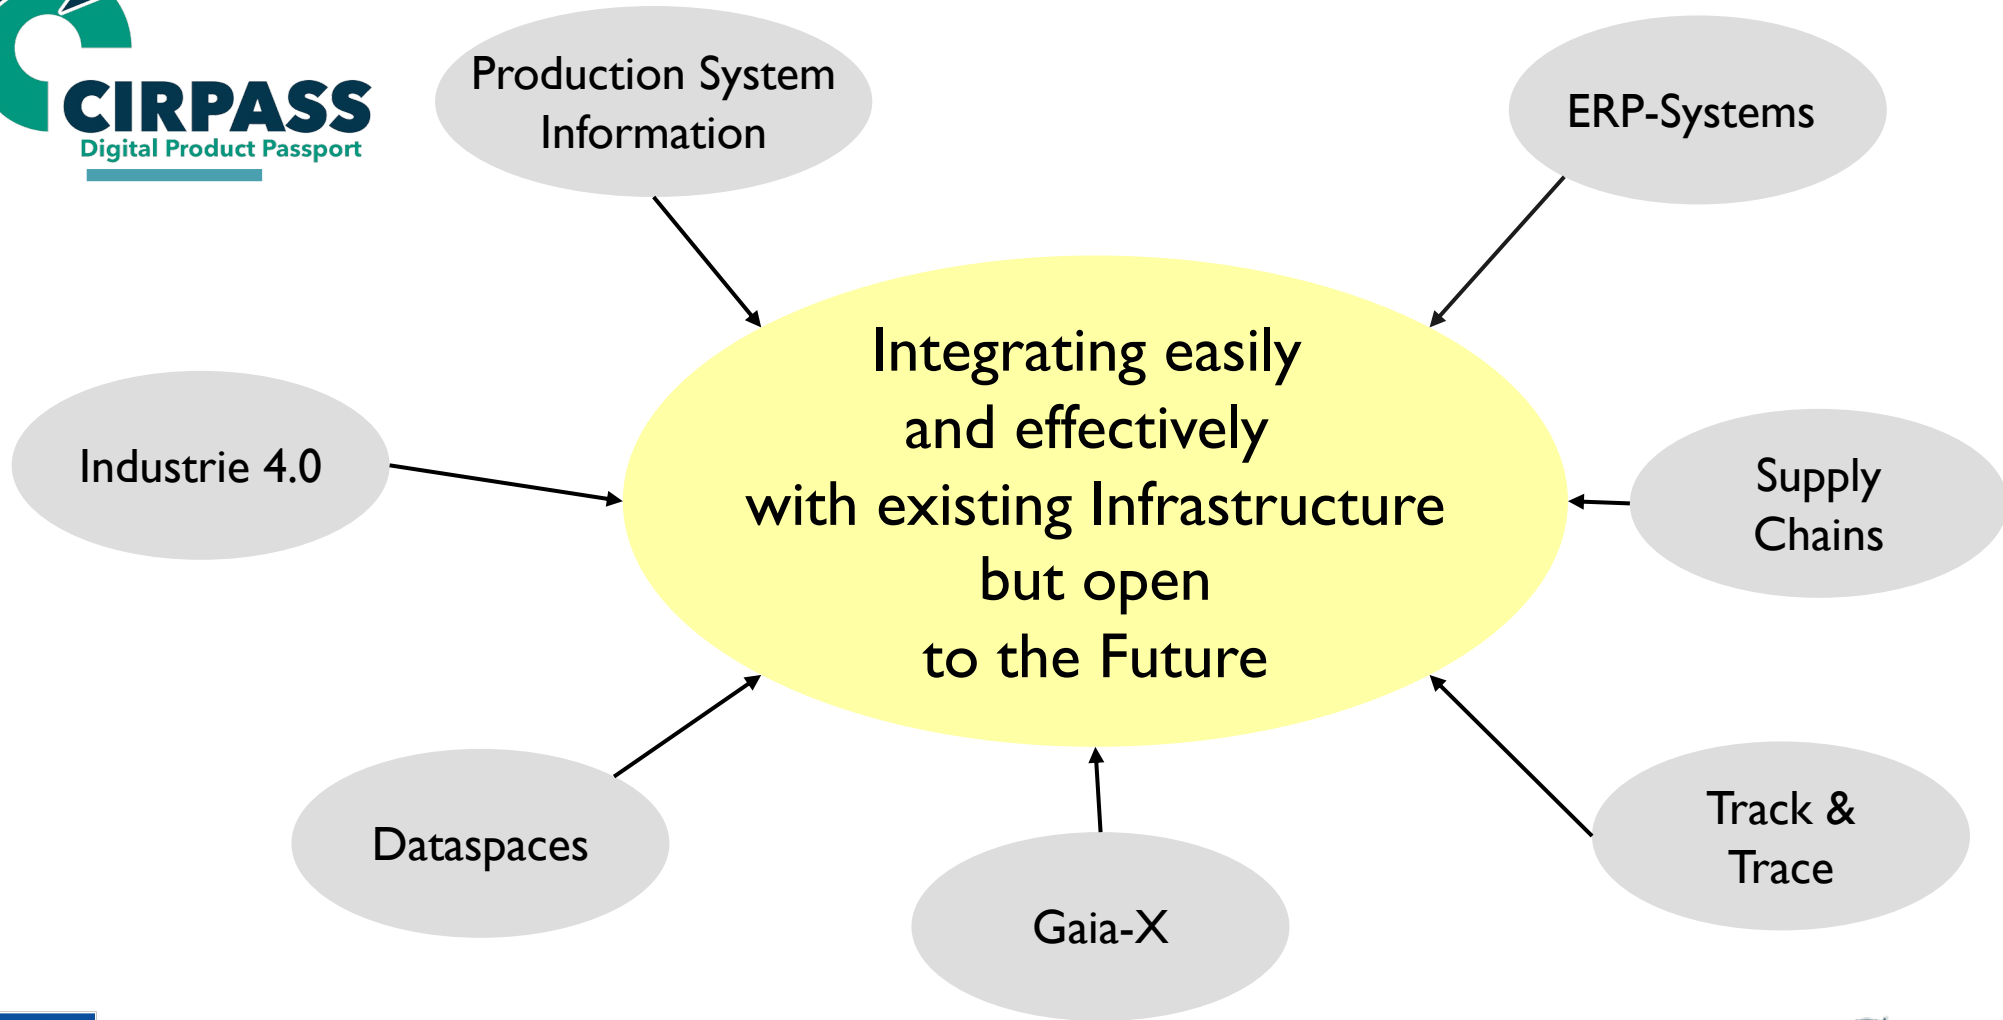 CIRPASS
Digital Product Passport
Production System
Information
ERP-Systems
Integrating easily
and effectively
with existing Infrastructure
but open
to the Future
Industrie 4.0
Supply
Chains
Dataspaces
Track &
Trace
Gaia-X